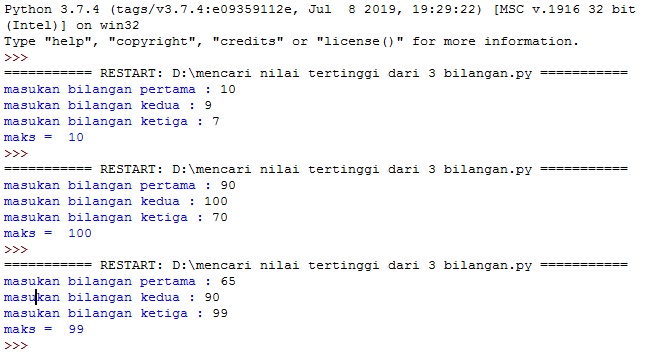 Python 3.7.4 (tags/v3.7.4:e09359112e, Jul  8 2019, 19:29:22) [MSC v.1916 32 bit
(Intel)] on win32
Type "help", "copyright", "credits" or "license()" for more information.
>>>
=========== RESTART: D:\mencari nilai tertinggi dari 3 bilangan.py ===========
masukan bilangan pertama : 10
masukan bilangan kedua : 9
masukan bilangan ketiga : 7
maks =  10
>>>
=========== RESTART: D:\mencari nilai tertinggi dari 3 bilangan.py ===========
masukan bilangan pertama : 90
masukan bilangan kedua : 100
masukan bilangan ketiga : 70
maks =  100
>>>
=========== RESTART: D:\mencari nilai tertinggi dari 3 bilangan.py ===========
masukan bilangan pertama : 65
masukan bilangan kedua : 90
masukan bilangan ketiga : 99
maks =  99
>>>